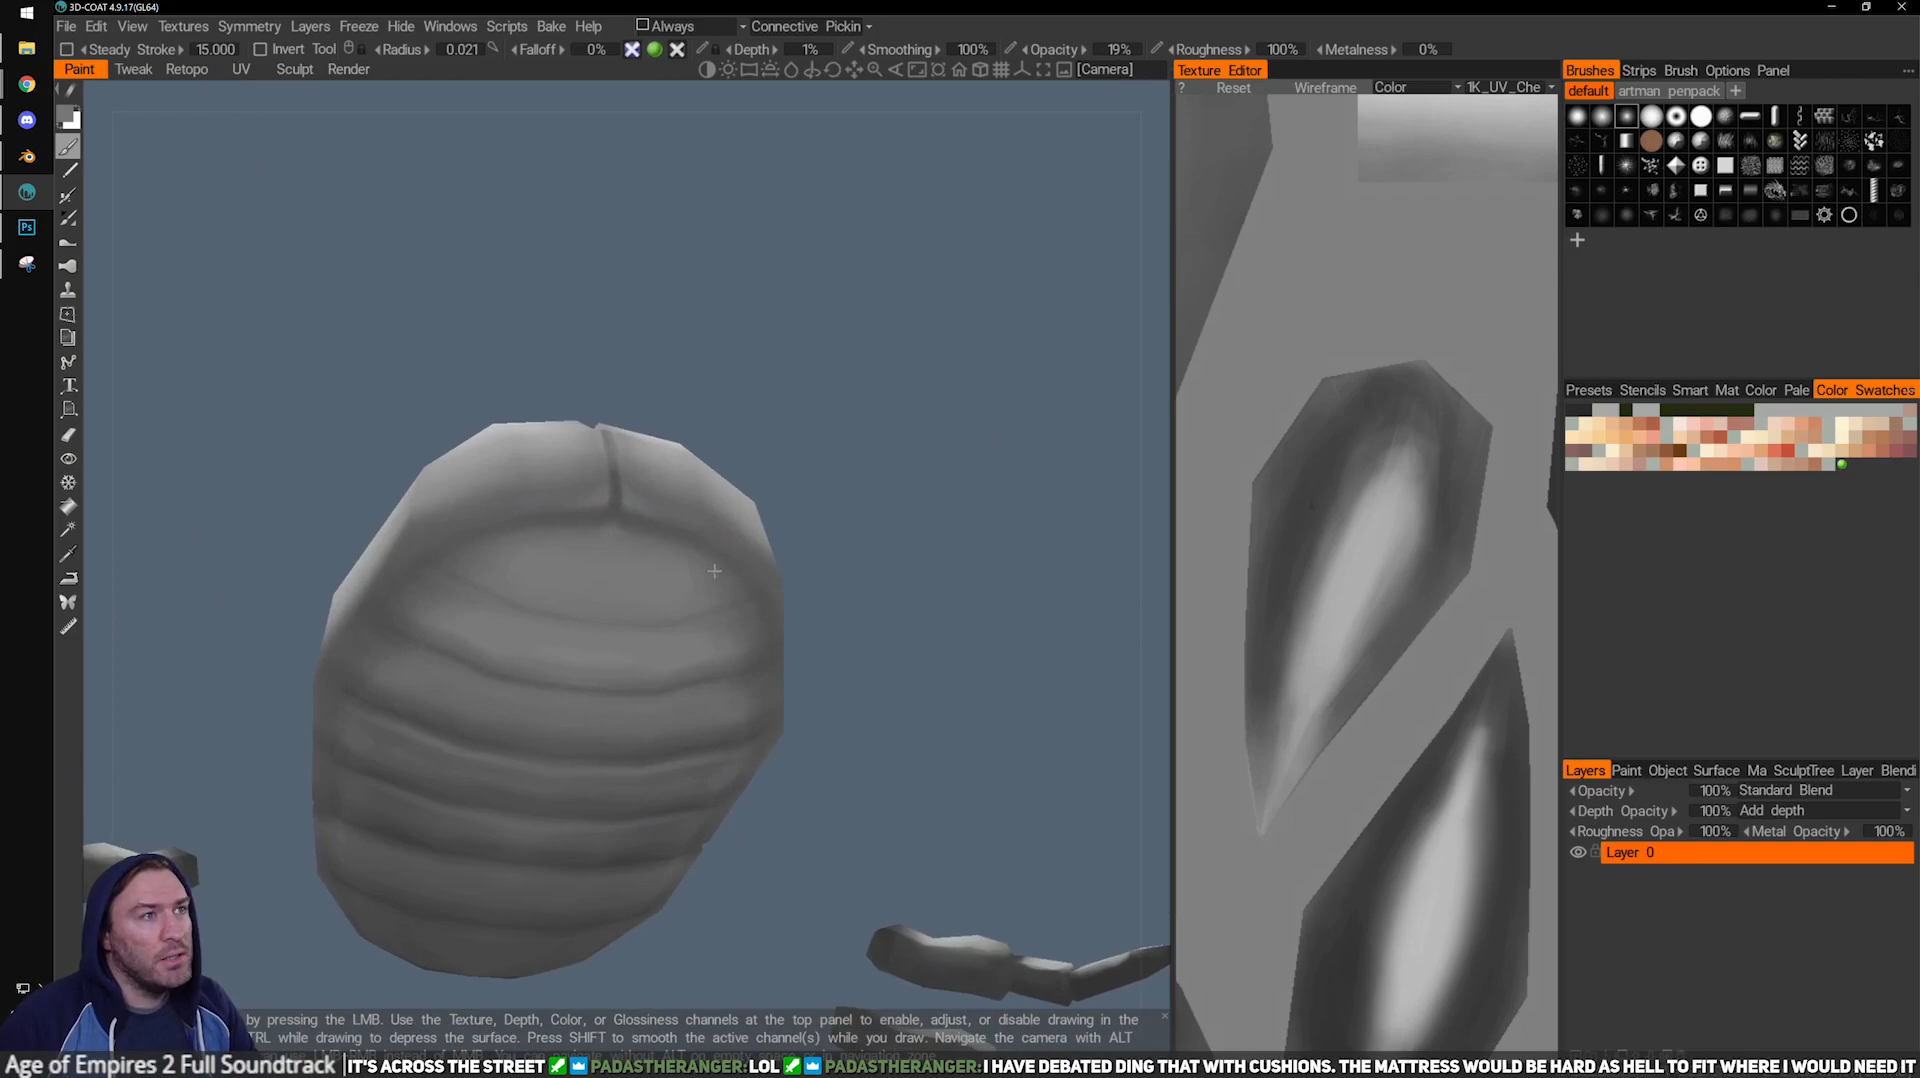 3D-COAT 4.9.17(GL64)
File Edit View Textures Symmetry Layers Freeze Hide Windows Scripts Bake Help Always Connective Pickin
Steady Stroke 15.000 Invert Tool Radius 0.021 Falloff 0% Depth 1% Smoothing 100% Opacity 19% Roughness 100% Metalness 0%
Paint Tweak Retopo UV Sculpt Render [Camera]
Texture Editor
? Reset Wireframe Color 1K_UV_Che
Brushes Strips Brush Options Panel
default artman penpack
Presets Stencils Smart Mat Color Pale Color Swatches
Layers Paint Object Surface Ma SculptTree Layer Blendi
Opacity 100% Standard Blend
Depth Opacity 100% Add depth
Roughness Opa 100% Metal Opacity 100%
Layer 0
by pressing the LMB. Use the Texture, Depth, Color, or Glossiness channels at the top panel to enable, adjust, or disable drawing in the
TRL while drawing to depress the surface. Press SHIFT to smooth the active channel(s) while you draw. Navigate the camera with ALT
Age of Empires 2 Full Soundtrack IT'S ACROSS THE STREET PADASTHERANGER: LOL PADASTHERANGER: I HAVE DEBATED DING THAT WITH CUSHIONS. THE MATTRESS WOULD BE HARD AS HELL TO FIT WHERE I WOULD NEED IT